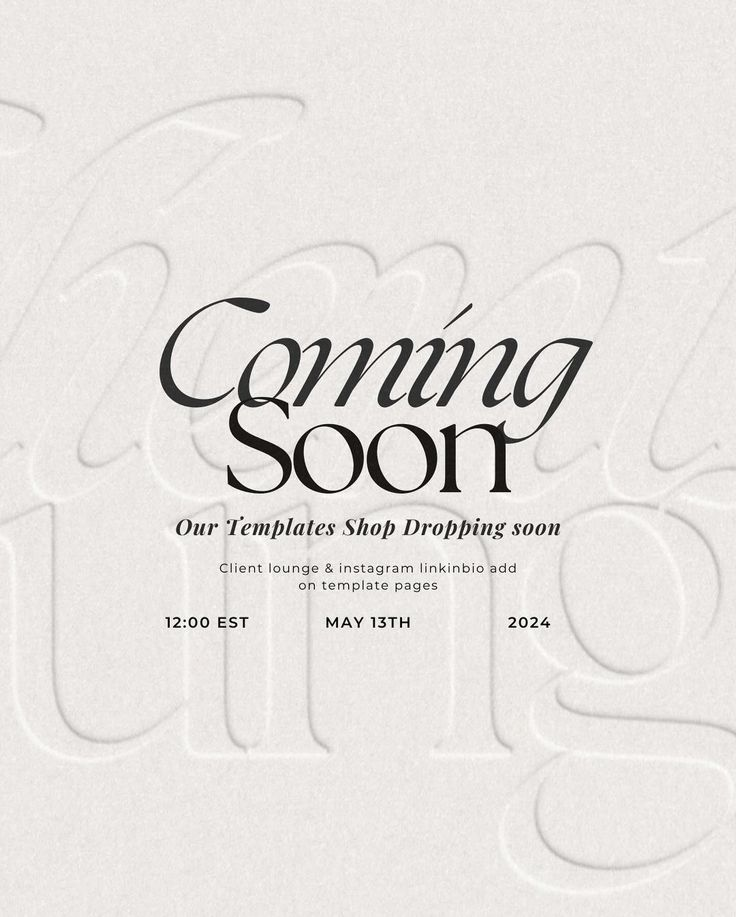 Coming
Soon
Our Templates Shop Dropping soon
Client lounge & instagram linkinbio add
on template pages
12:00 EST MAY 13TH 2024